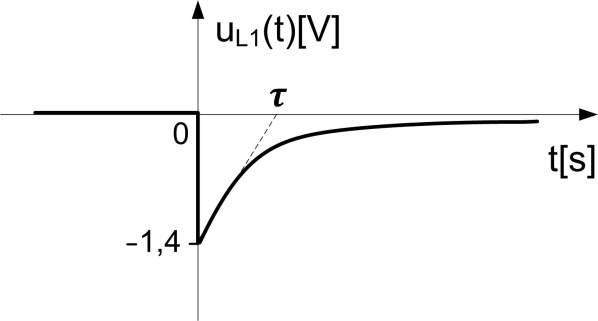 u_L1(t)[V]
τ
0
t[s]
-1,4